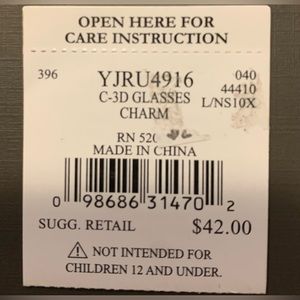 OPEN HERE FOR
CARE INSTRUCTION
396 YJRU4916 040
C-3D GLASSES 44410
CHARM L/NS10X
RN 520
MADE IN CHINA
0 98686 31470 2
SUGG. RETAIL $42.00
NOT INTENDED FOR
CHILDREN 12 AND UNDER.